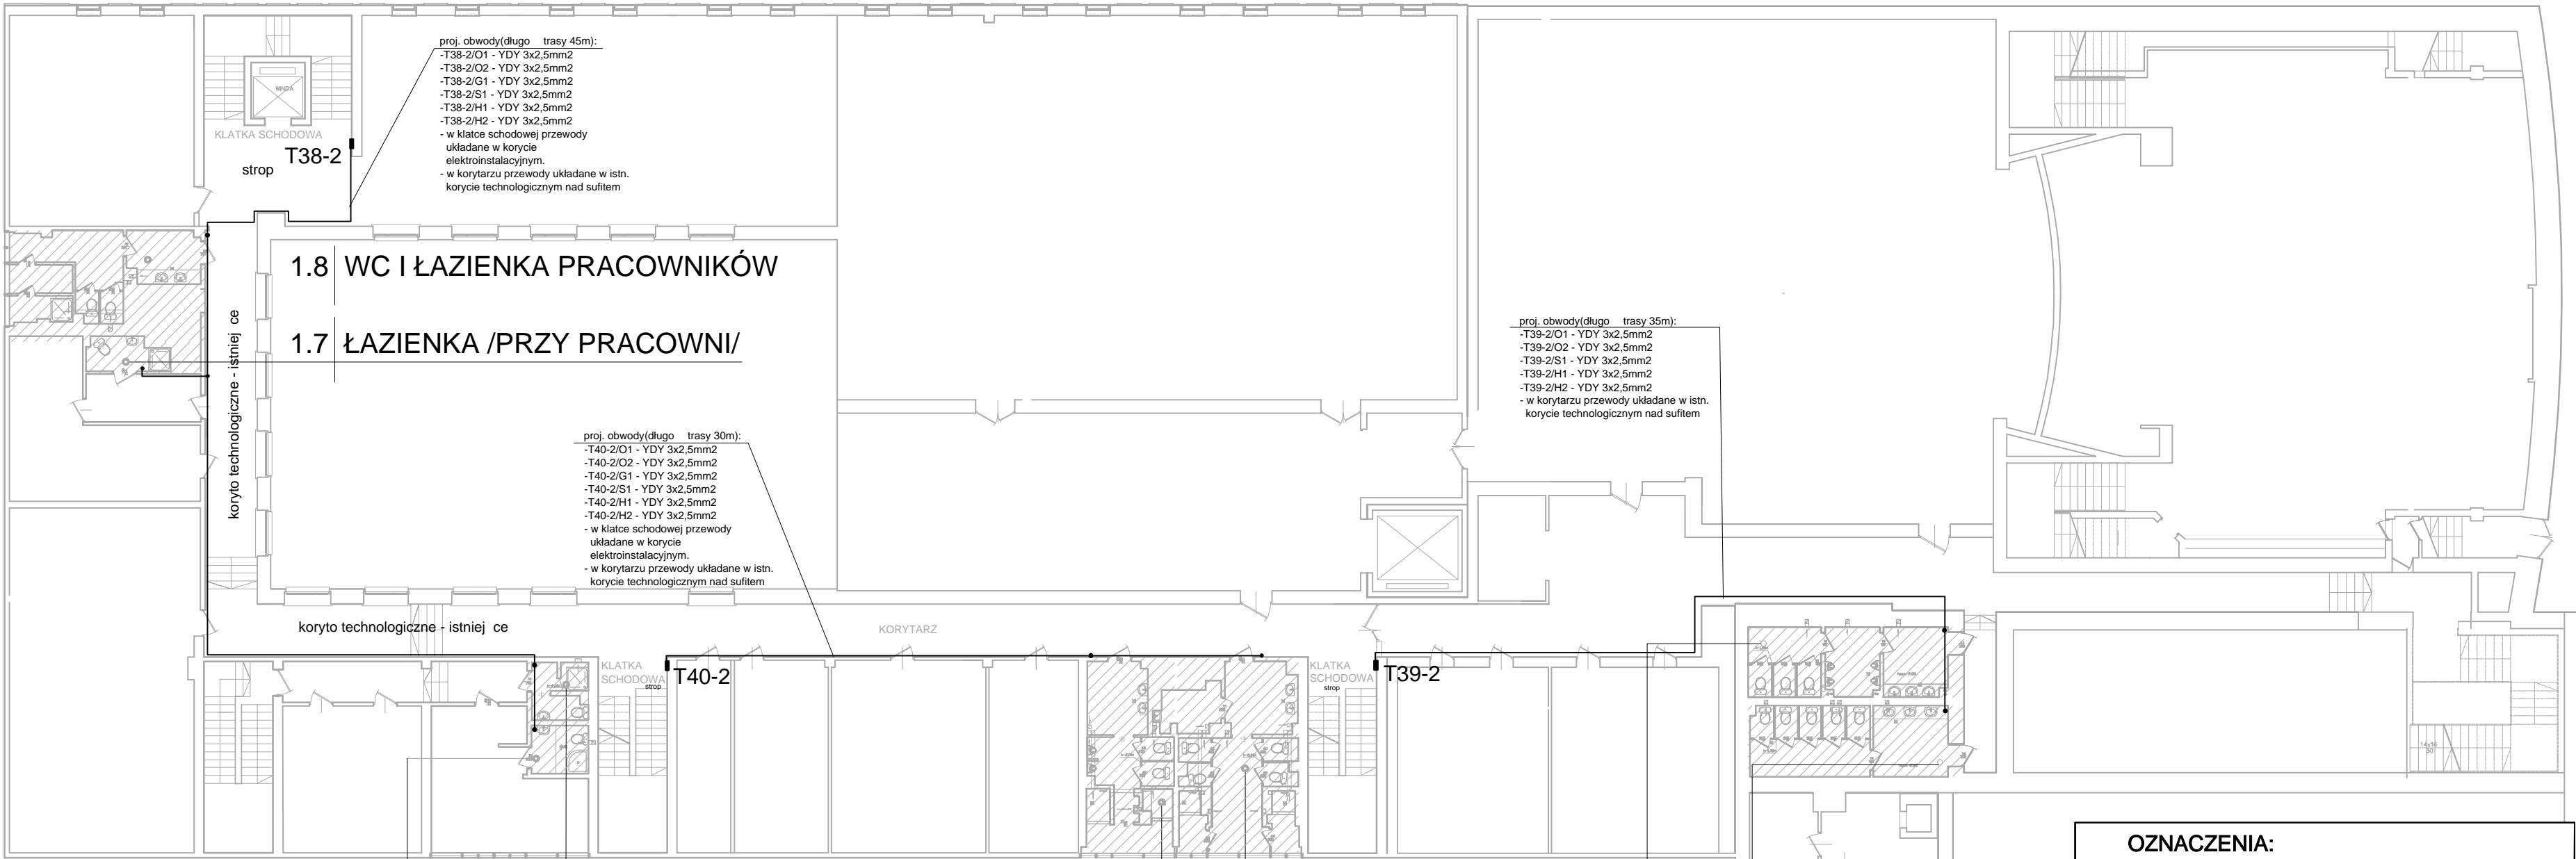 proj. obwody(długo trasy 45m):
-T38-2/O1 - YDY 3x2,5mm2
-T38-2/O2 - YDY 3x2,5mm2
-T38-2/G1 - YDY 3x2,5mm2
-T38-2/S1 - YDY 3x2,5mm2
-T38-2/H1 - YDY 3x2,5mm2
-T38-2/H2 - YDY 3x2,5mm2
- w klatce schodowej przewody
układane w korycie
elektroinstalacyjnym.
- w korytarzu przewody układane w istn.
korycie technologicznym nad sufitem
WINDA
KLATKA SCHODOWA
T38-2
strop
1.8 WC I ŁAZIENKA PRACOWNIKÓW
1.7 ŁAZIENKA /PRZY PRACOWNI/
koryto technologiczne - istniej ce
proj. obwody(długo trasy 35m):
-T39-2/O1 - YDY 3x2,5mm2
-T39-2/O2 - YDY 3x2,5mm2
-T39-2/S1 - YDY 3x2,5mm2
-T39-2/H1 - YDY 3x2,5mm2
-T39-2/H2 - YDY 3x2,5mm2
- w korytarzu przewody układane w istn.
korycie technologicznym nad sufitem
proj. obwody(długo trasy 30m):
-T40-2/O1 - YDY 3x2,5mm2
-T40-2/O2 - YDY 3x2,5mm2
-T40-2/G1 - YDY 3x2,5mm2
-T40-2/S1 - YDY 3x2,5mm2
-T40-2/H1 - YDY 3x2,5mm2
-T40-2/H2 - YDY 3x2,5mm2
- w klatce schodowej przewody
układane w korycie
elektroinstalacyjnym.
- w korytarzu przewody układane w istn.
korycie technologicznym nad sufitem
koryto technologiczne - istniej ce
KORYTARZ
KLATKA
SCHODOWA
strop
T40-2
KLATKA
SCHODOWA
strop
T39-2
OZNACZENIA: